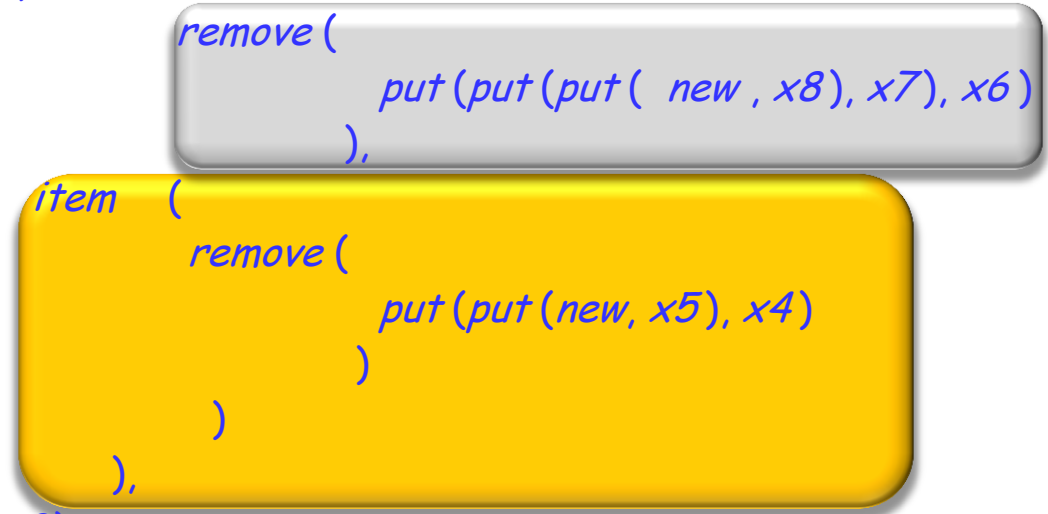 remove (
put (put (put ( new , x8), x7), x6 )
),
item (
remove (
put (put (new, x5), x4 )
)
)
),